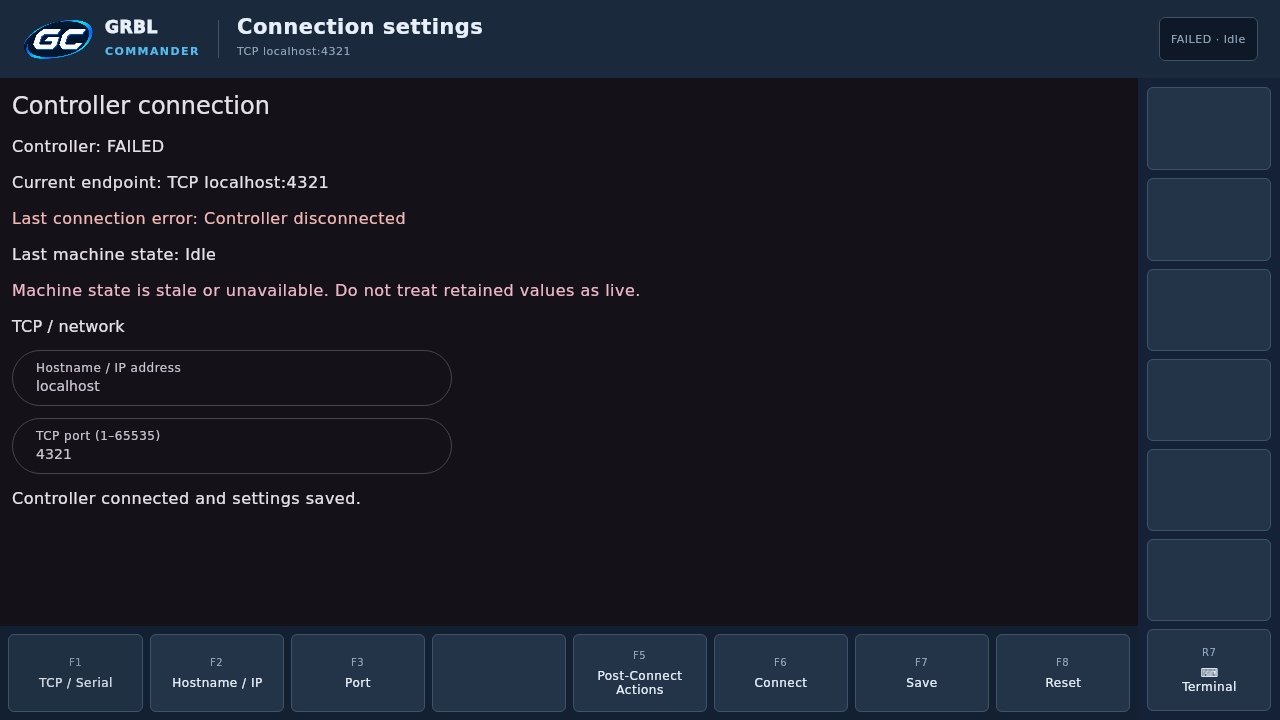 GC
GRBL
COMMANDER
Connection settings
TCP localhost:4321
FAILED · Idle
Controller connection
Controller: FAILED
Current endpoint: TCP localhost:4321
Last connection error: Controller disconnected
Last machine state: Idle
Machine state is stale or unavailable. Do not treat retained values as live.
TCP / network
Hostname / IP address
localhost
TCP port (1–65535)
4321
Controller connected and settings saved.
F1
TCP / Serial
F2
Hostname / IP
F3
Port
F5
Post-Connect
Actions
F6
Connect
F7
Save
F8
Reset
R7
⌨
Terminal